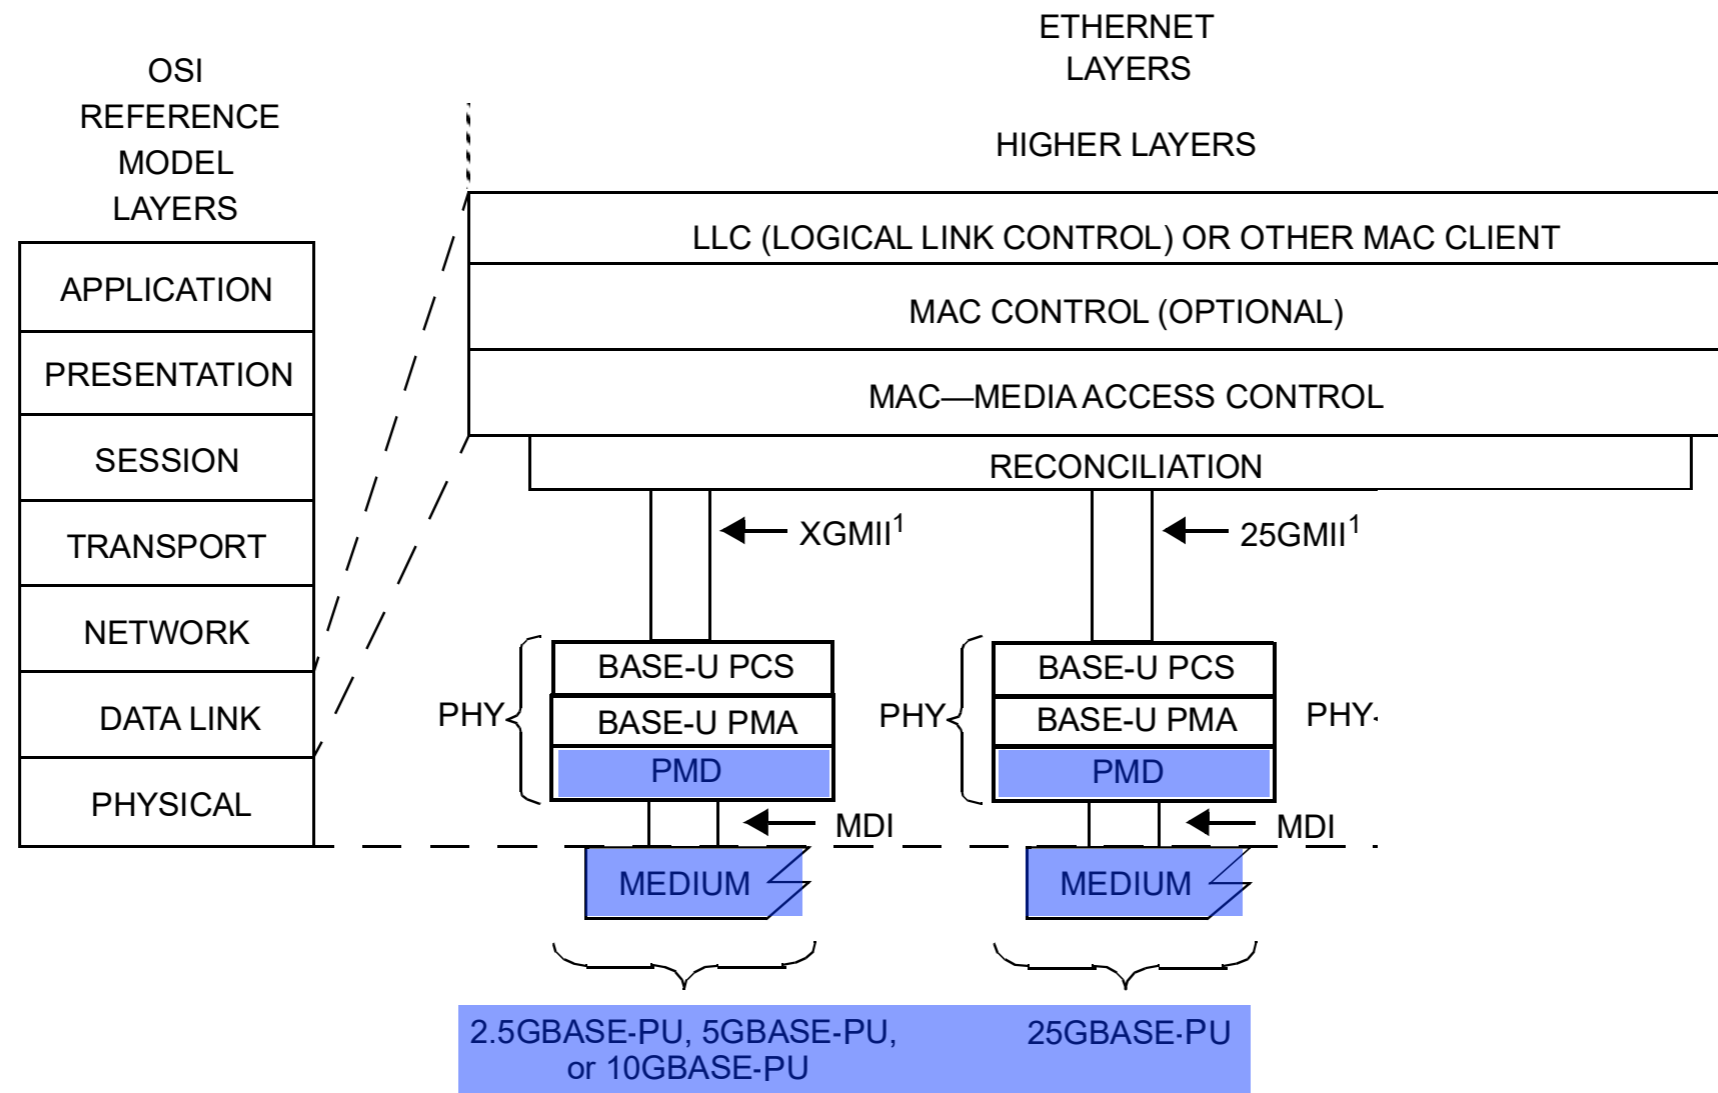 OSI
REFERENCE
MODEL
LAYERS
APPLICATION
PRESENTATION
SESSION
TRANSPORT
NETWORK
DATA LINK
PHYSICAL
ETHERNET
LAYERS
HIGHER LAYERS
LLC (LOGICAL LINK CONTROL) OR OTHER MAC CLIENT
MAC CONTROL (OPTIONAL)
MAC—MEDIA ACCESS CONTROL
RECONCILIATION
XGMII¹
25GMII¹
PHY
BASE-U PCS
BASE-U PMA
PMD
MDI
MEDIUM
2.5GBASE-PU, 5GBASE-PU,
or 10GBASE-PU
PHY
BASE-U PCS
BASE-U PMA
PMD
MDI
MEDIUM
25GBASE-PU
PHY